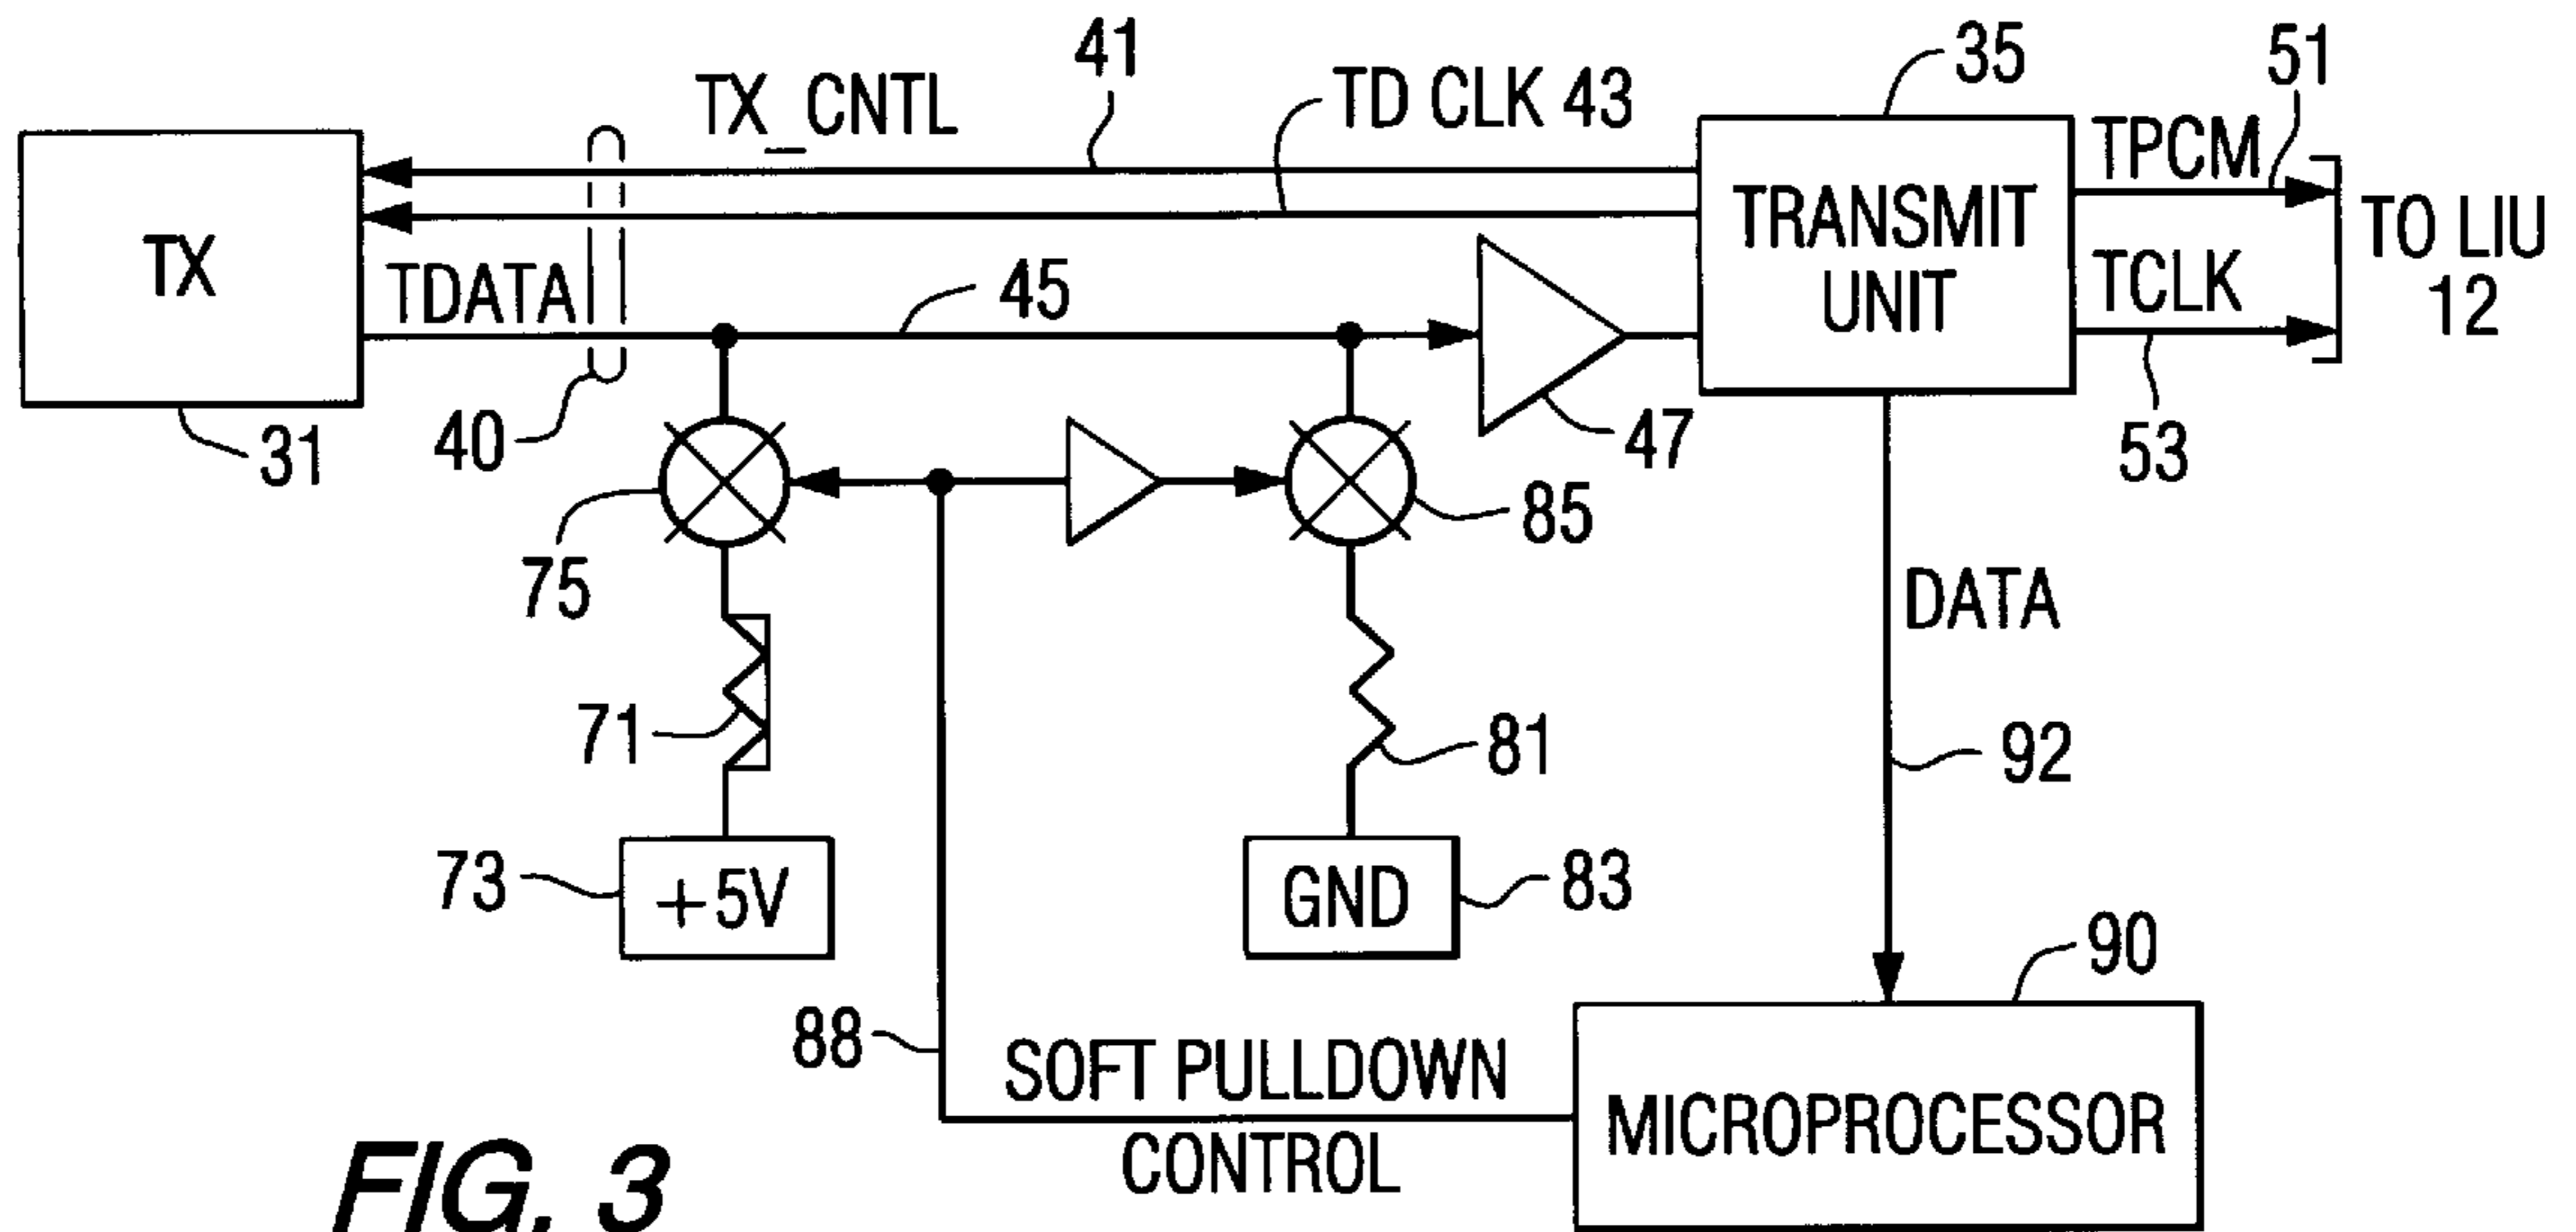 41
35
51
TX_CNTL
TD CLK 43
TPCM
TX
TRANSMIT
UNIT
TO LIU
12
TDATA
45
TCLK
31
40
47
53
75
85
DATA
71
81
92
73
+5V
GND
83
90
88
SOFT PULLDOWN
CONTROL
MICROPROCESSOR
FIG. 3